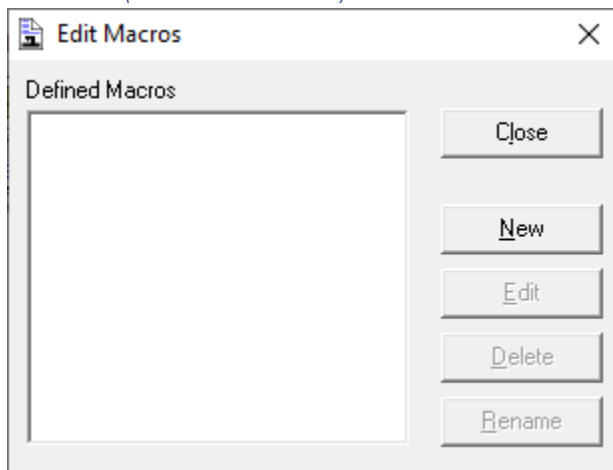 Edit Macros
Defined Macros
Close
New
Edit
Delete
Rename